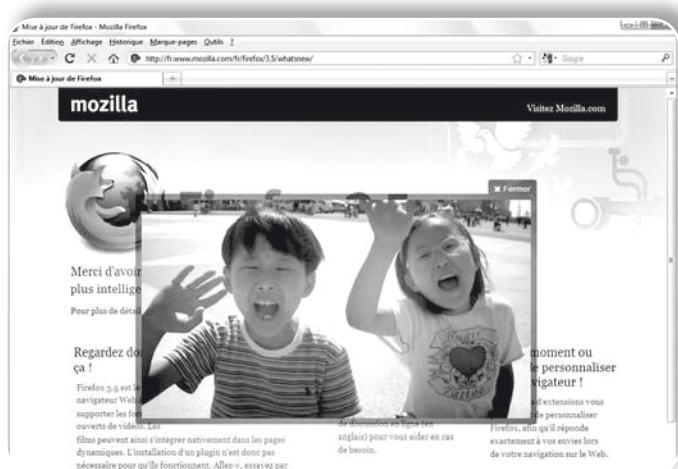 Mise à jour de Firefox - Mozilla Firefox
Fichier Édition Affichage Historique Marque-pages Outils ?
http://fr.www.mozilla.com/fr/firefox/3.5/whatsnew/
Google
Mise à jour de Firefox
mozilla
Visitez Mozilla.com
Fermer
Merci d'avoir
plus intellige
Pour plus de détail
Regardez do
ça !
Firefox 3.5 est le
navigateur Web
supporter les for
ouverts de vidéos. Les
films peuvent ainsi s'intégrer nativement dans les pages
dynamiques. L'installation d'un plugin n'est donc pas
nécessaire pour qu'ils fonctionnent. Allez-y, essayez par
de discussion en ligne (en
anglais) pour vous aider en cas
de besoin.
moment ou
de personnaliser
vigateur !
d'extensions vous
de personnaliser
Firefox, afin qu'il réponde
exactement à vos envies lors
de votre navigation sur le Web.
Tattoo